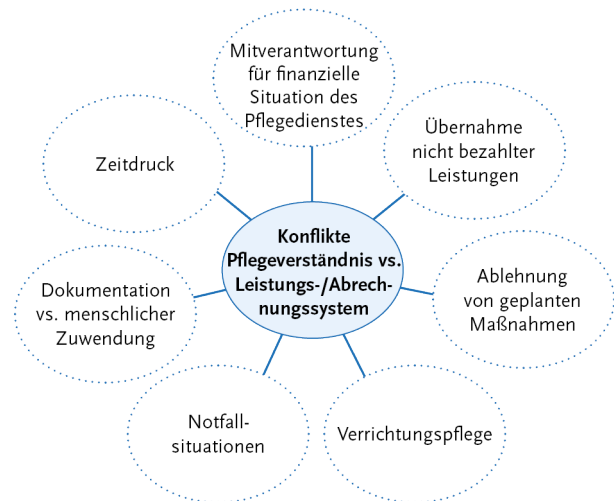 Mitverantwortung
für finanzielle
Situation des
Pflegedienstes
Übernahme
nicht bezahlter
Leistungen
Zeitdruck
Konflikte
Pflegeverständnis vs.
Leistungs-/Abrech-
nungssystem
Ablehnung
von geplanten
Maßnahmen
Dokumentation
vs. menschlicher
Zuwendung
Notfall-
situationen
Verrichtungspflege